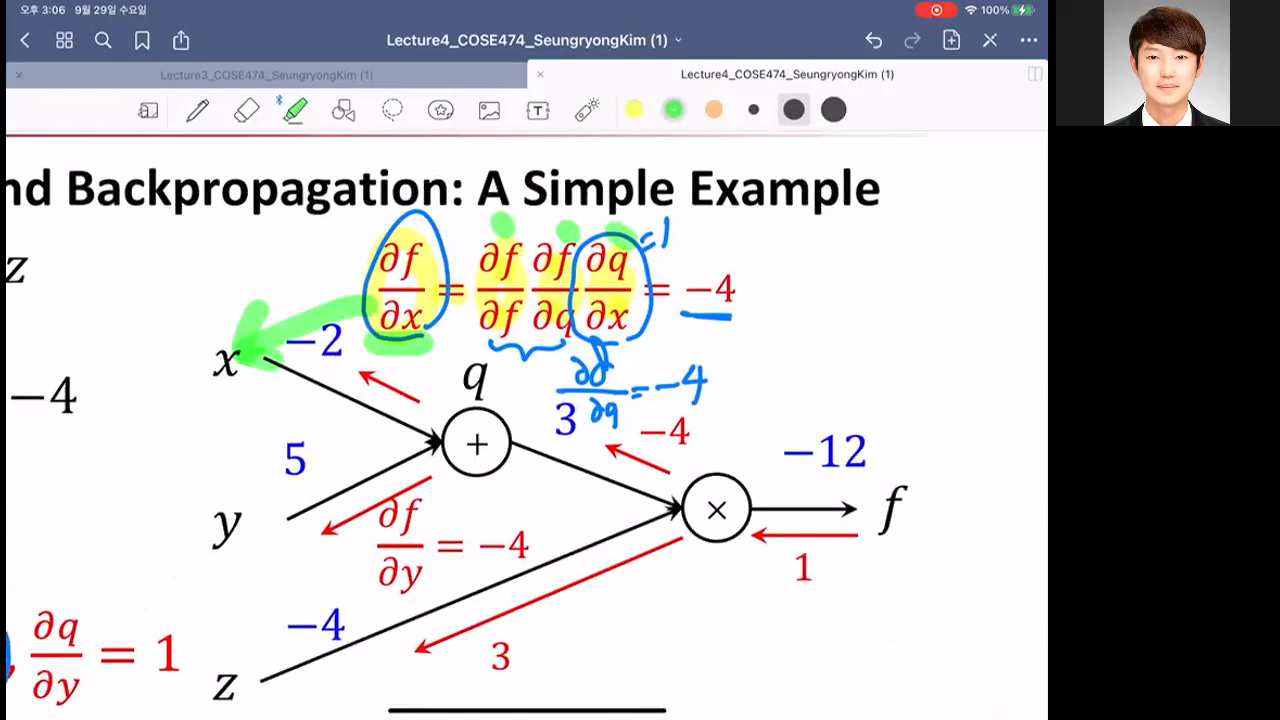 오후 3:06 9월 29일 수요일
100%
Lecture4_COSE474_SeungryongKim (1)
Lecture3_COSE474_SeungryongKim (1)
Lecture4_COSE474_SeungryongKim (1)
nd Backpropagation: A Simple Example
z
∂f/∂x = ∂f/∂f ∂f/∂q ∂q/∂x = −4
=1
∂f/∂q = −4
−4
x
−2
q
+
3
−4
5
y
∂f/∂y = −4
×
−12
f
1
−4
z
3
, ∂q/∂y = 1